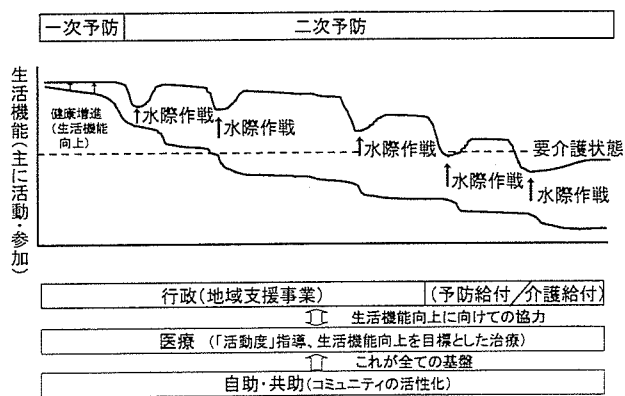 一次予防
二次予防
生活機能(主に活動・参加)
健康増進
(生活機能
向上)
水際作戦
水際作戦
水際作戦
要介護状態
水際作戦
水際作戦
行政(地域支援事業)
(予防給付/介護給付)
生活機能向上に向けての協力
医療(「活動度」指導、生活機能向上を目標とした治療)
これが全ての基盤
自助・共助(コミュニティの活性化)